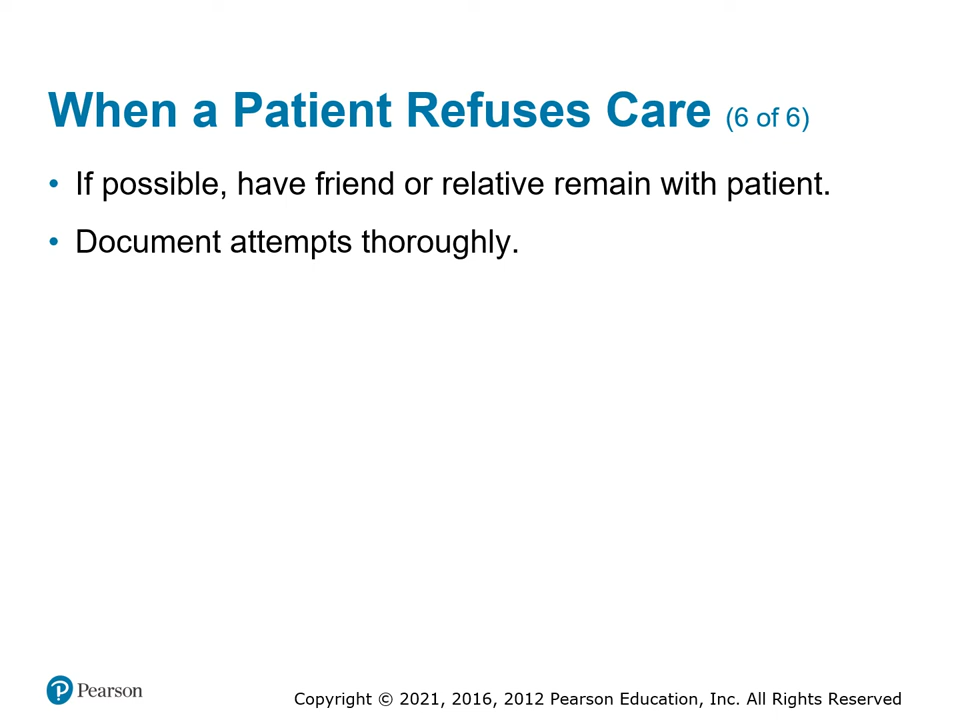 When a Patient Refuses Care (6 of 6)
• If possible, have friend or relative remain with patient.
• Document attempts thoroughly.
Pearson
Copyright © 2021, 2016, 2012 Pearson Education, Inc. All Rights Reserved